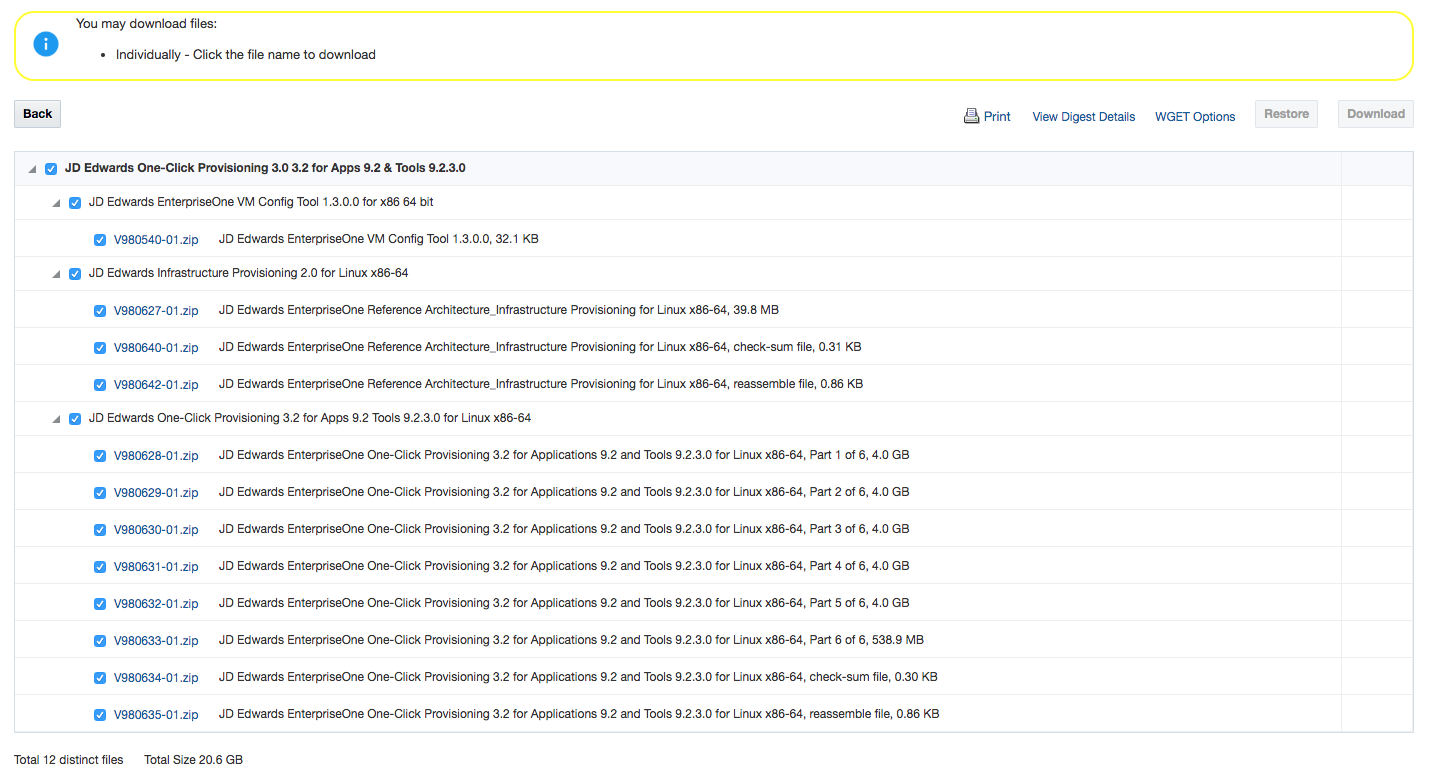 You may download files:
• Individually - Click the file name to download
Back
Print View Digest Details WGET Options Restore Download
JD Edwards One-Click Provisioning 3.0 3.2 for Apps 9.2 & Tools 9.2.3.0
JD Edwards EnterpriseOne VM Config Tool 1.3.0.0 for x86 64 bit
V980540-01.zip JD Edwards EnterpriseOne VM Config Tool 1.3.0.0, 32.1 KB
JD Edwards Infrastructure Provisioning 2.0 for Linux x86-64
V980627-01.zip JD Edwards EnterpriseOne Reference Architecture_Infrastructure Provisioning for Linux x86-64, 39.8 MB
V980640-01.zip JD Edwards EnterpriseOne Reference Architecture_Infrastructure Provisioning for Linux x86-64, check-sum file, 0.31 KB
V980642-01.zip JD Edwards EnterpriseOne Reference Architecture_Infrastructure Provisioning for Linux x86-64, reassemble file, 0.86 KB
JD Edwards One-Click Provisioning 3.2 for Apps 9.2 Tools 9.2.3.0 for Linux x86-64
V980628-01.zip JD Edwards EnterpriseOne One-Click Provisioning 3.2 for Applications 9.2 and Tools 9.2.3.0 for Linux x86-64, Part 1 of 6, 4.0 GB
V980629-01.zip JD Edwards EnterpriseOne One-Click Provisioning 3.2 for Applications 9.2 and Tools 9.2.3.0 for Linux x86-64, Part 2 of 6, 4.0 GB
V980630-01.zip JD Edwards EnterpriseOne One-Click Provisioning 3.2 for Applications 9.2 and Tools 9.2.3.0 for Linux x86-64, Part 3 of 6, 4.0 GB
V980631-01.zip JD Edwards EnterpriseOne One-Click Provisioning 3.2 for Applications 9.2 and Tools 9.2.3.0 for Linux x86-64, Part 4 of 6, 4.0 GB
V980632-01.zip JD Edwards EnterpriseOne One-Click Provisioning 3.2 for Applications 9.2 and Tools 9.2.3.0 for Linux x86-64, Part 5 of 6, 4.0 GB
V980633-01.zip JD Edwards EnterpriseOne One-Click Provisioning 3.2 for Applications 9.2 and Tools 9.2.3.0 for Linux x86-64, Part 6 of 6, 538.9 MB
V980634-01.zip JD Edwards EnterpriseOne One-Click Provisioning 3.2 for Applications 9.2 and Tools 9.2.3.0 for Linux x86-64, check-sum file, 0.30 KB
V980635-01.zip JD Edwards EnterpriseOne One-Click Provisioning 3.2 for Applications 9.2 and Tools 9.2.3.0 for Linux x86-64, reassemble file, 0.86 KB
Total 12 distinct files Total Size 20.6 GB